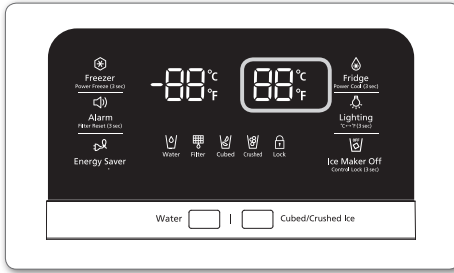 Freezer
Power Freeze (3 sec)
Alarm
Filter Reset (3 sec)
Energy Saver
-88 °C °F
88 °C °F
Fridge
Power Cool (3 sec)
Lighting
°C↔°F (3 sec)
OFF
Ice Maker Off
Control Lock (3 sec)
Water Filter Cubed Crushed Lock
Water | Cubed/Crushed Ice